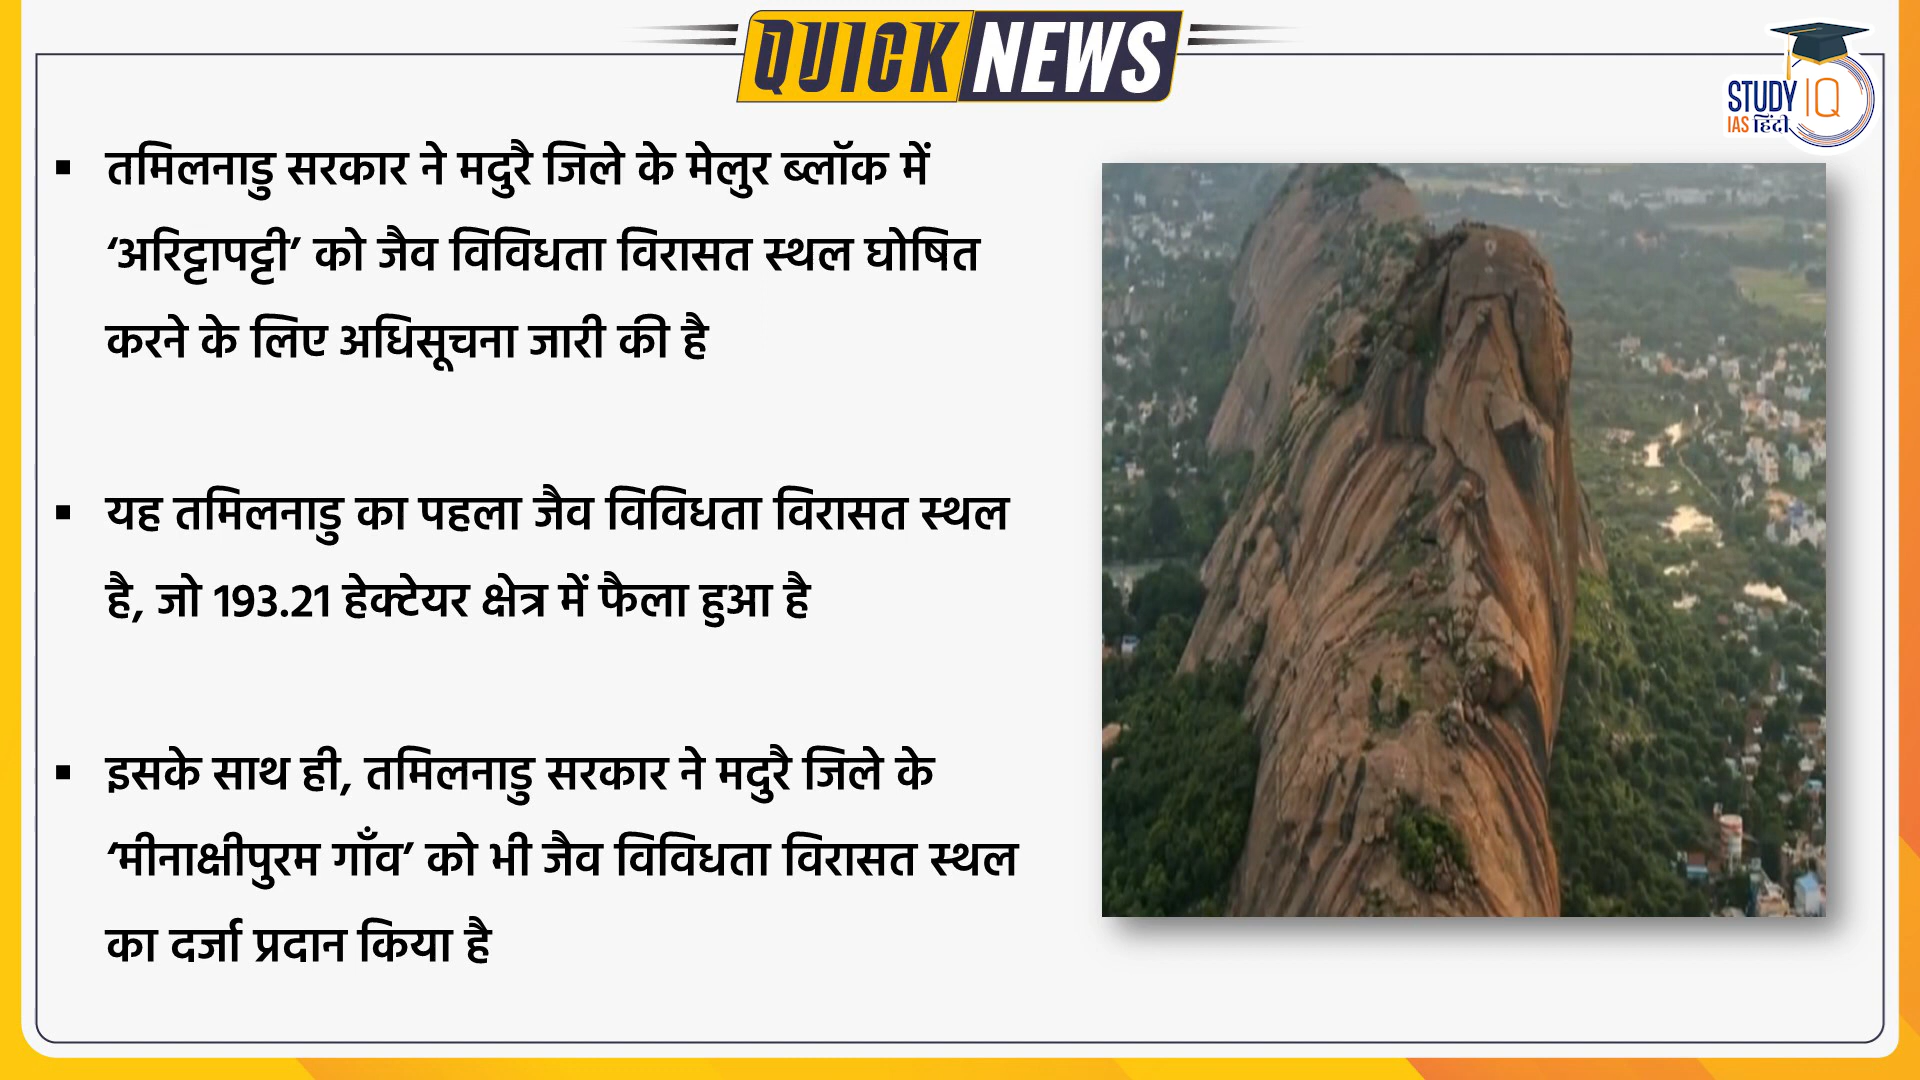 QUICK NEWS
STUDY IQ
IAS हिंदी
▪ तमिलनाडु सरकार ने मदुरै जिले के मेलुर ब्लॉक में
‘अरिट्टापट्टी’ को जैव विविधता विरासत स्थल घोषित
करने के लिए अधिसूचना जारी की है
▪ यह तमिलनाडु का पहला जैव विविधता विरासत स्थल
है, जो 193.21 हेक्टेयर क्षेत्र में फैला हुआ है
▪ इसके साथ ही, तमिलनाडु सरकार ने मदुरै जिले के
‘मीनाक्षीपुरम गाँव’ को भी जैव विविधता विरासत स्थल
का दर्जा प्रदान किया है